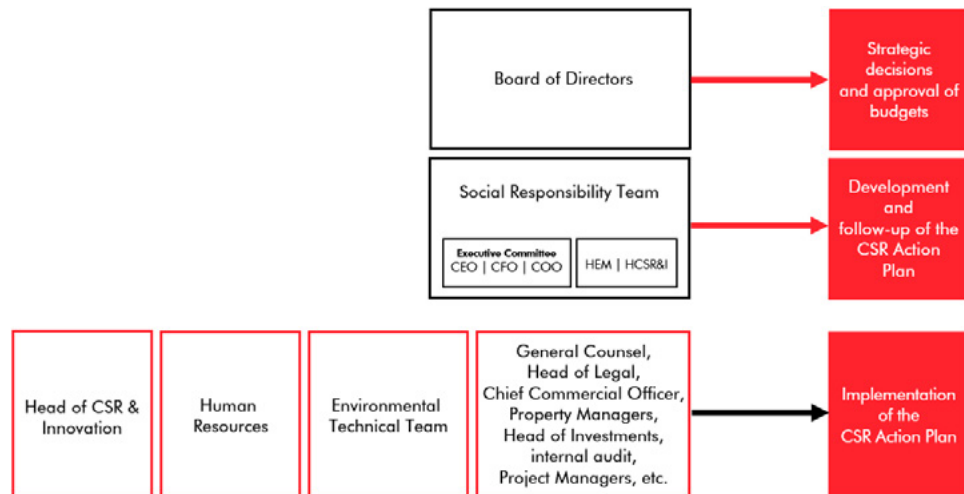 Board of Directors
Strategic
decisions
and approval of
budgets
Social Responsibility Team
Executive Committee
CEO | CFO | COO
HEM | HCSR&I
Development
and
follow-up of the
CSR Action
Plan
Head of CSR &
Innovation
Human
Resources
Environmental
Technical Team
General Counsel,
Head of Legal,
Chief Commercial Officer,
Property Managers,
Head of Investments,
internal audit,
Project Managers, etc.
Implementation
of the
CSR Action Plan